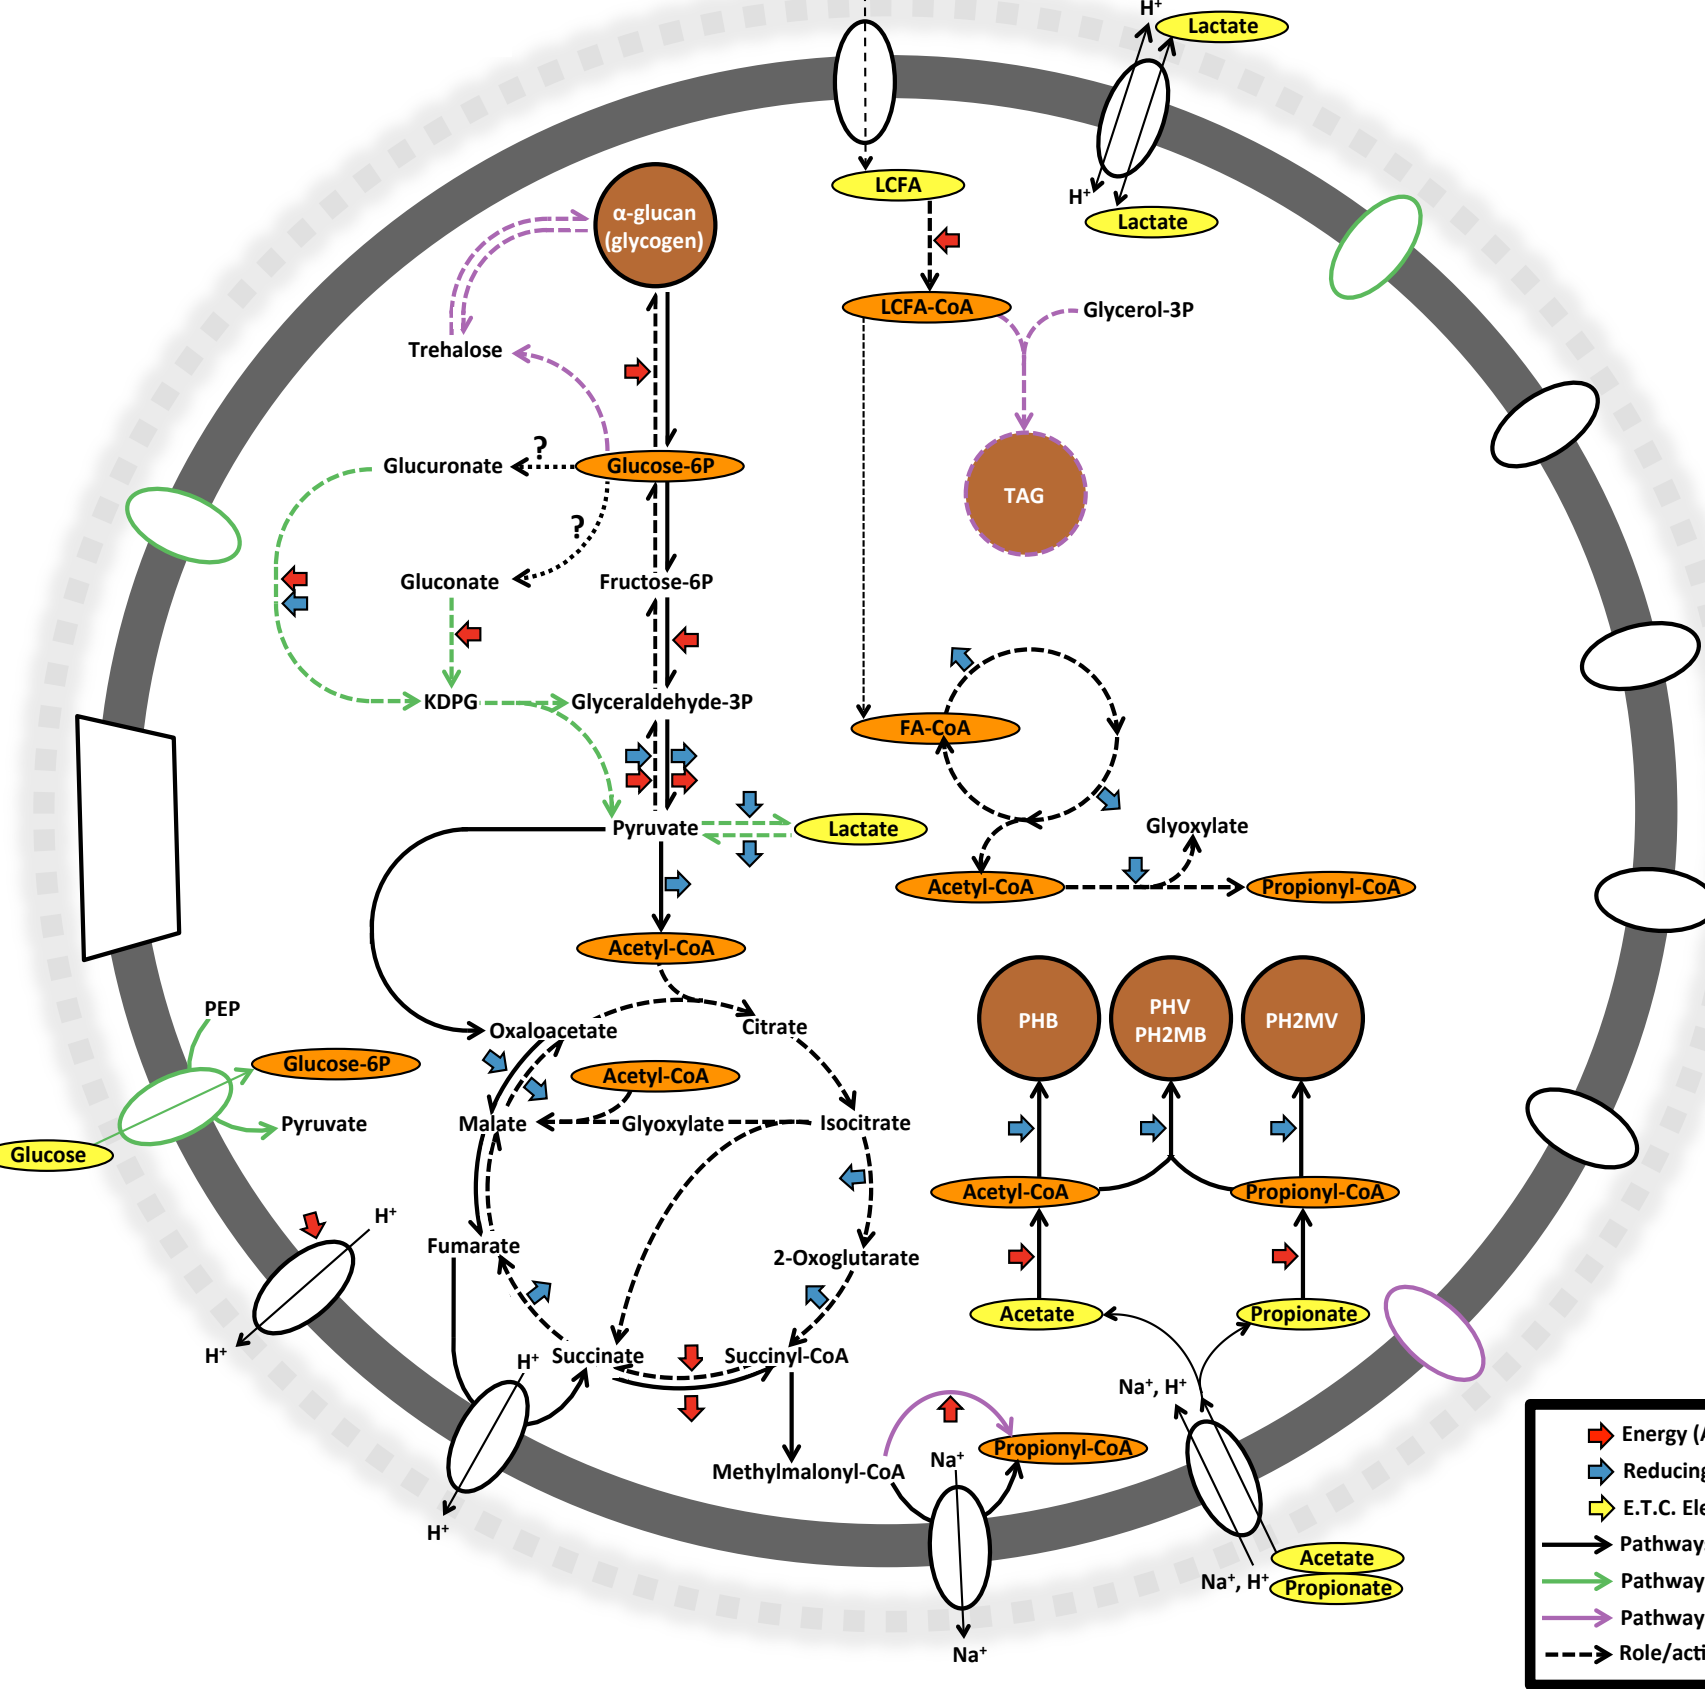 H⁺
Lactate
LCFA
H⁺
Lactate
α-glucan
(glycogen)
LCFA-CoA
Glycerol-3P
Trehalose
?
Glucuronate
Glucose-6P
TAG
?
Gluconate
Fructose-6P
KDPG
Glyceraldehyde-3P
FA-CoA
Pyruvate
Lactate
Glyoxylate
Acetyl-CoA
Propionyl-CoA
Acetyl-CoA
PEP
Oxaloacetate
Citrate
PHB
PHV
PH2MB
PH2MV
Glucose-6P
Acetyl-CoA
Pyruvate
Malate
Glyoxylate
Isocitrate
Glucose
Acetyl-CoA
Propionyl-CoA
H⁺
Fumarate
2-Oxoglutarate
Acetate
Propionate
H⁺
H⁺
Succinate
Succinyl-CoA
Na⁺, H⁺
Methylmalonyl-CoA
Na⁺
Propionyl-CoA
H⁺
Na⁺, H⁺
Acetate
Propionate
Na⁺
Energy (A
Reducing
E.T.C. Ele
Pathway
Pathway
Pathway
Role/acti